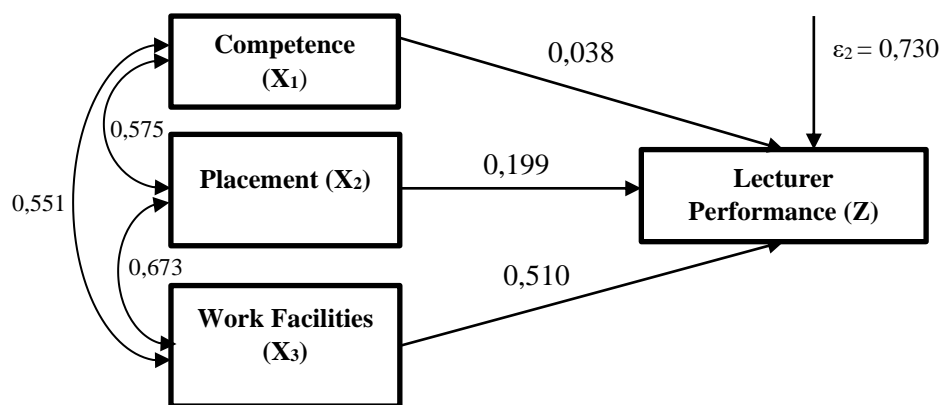 Competence
(X₁)
0,038
ε₂ = 0,730
0,575
Placement (X₂)
0,199
Lecturer
Performance (Z)
0,551
0,673
0,510
Work Facilities
(X₃)